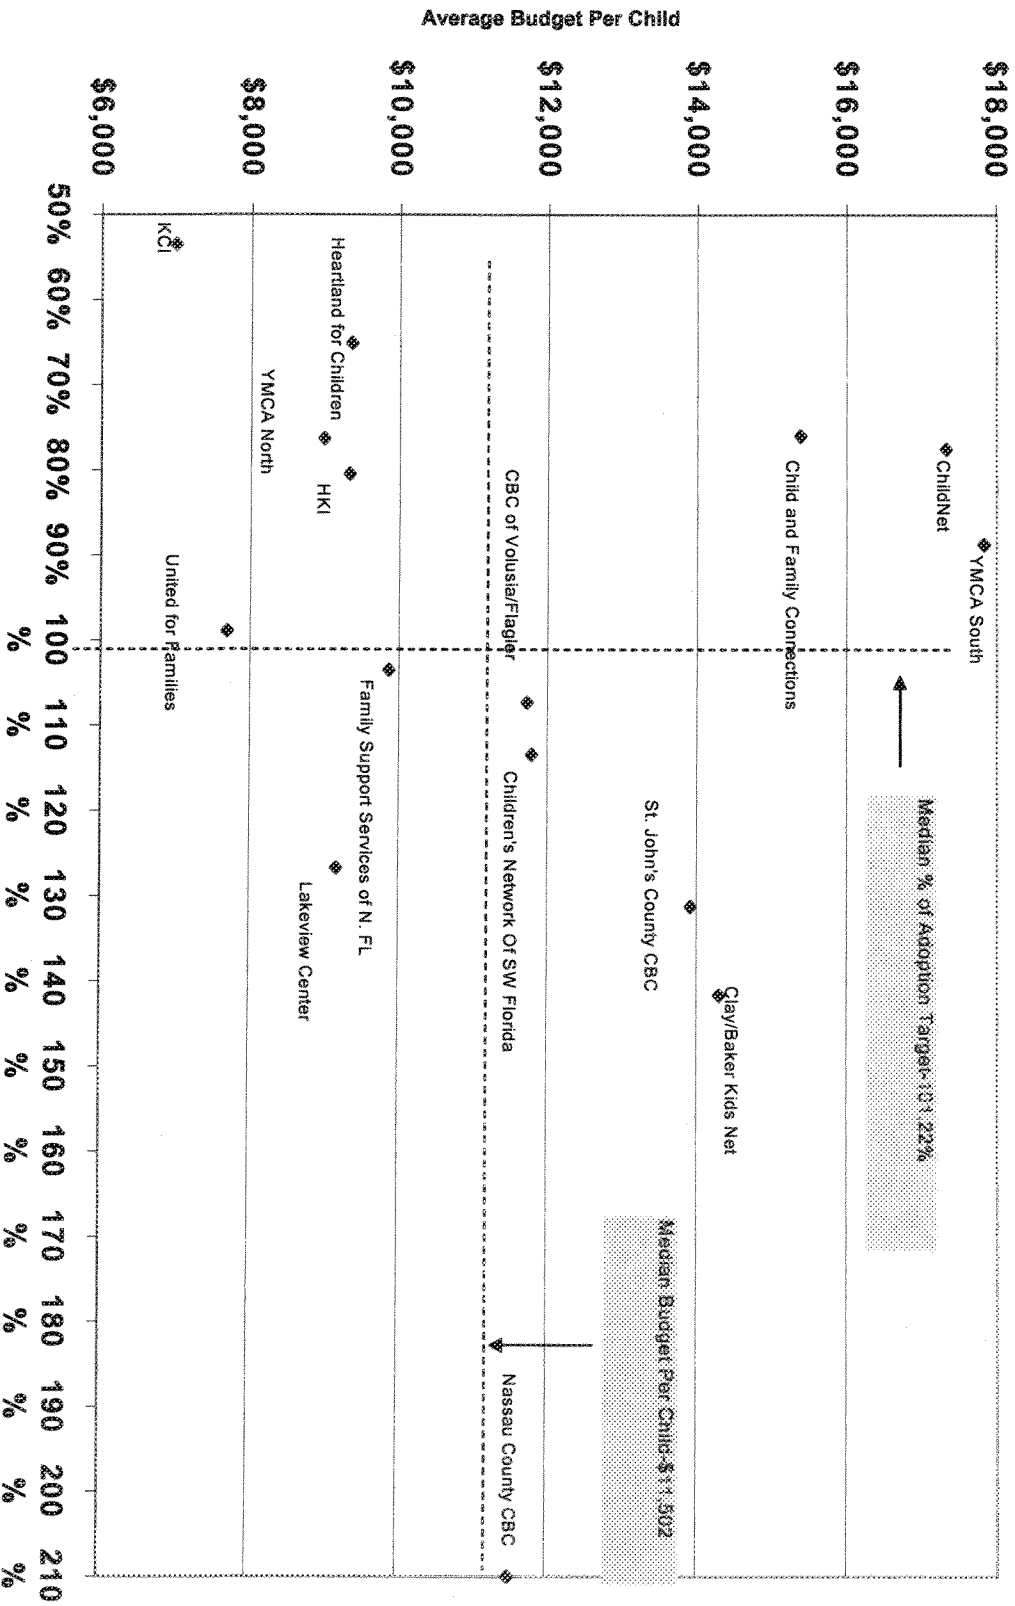 Average Budget Per Child
$18,000
$16,000
$14,000
$12,000
$10,000
$8,000
$6,000
YMCA South
ChildNet
Median % of Adoption Target-101.22%
Child and Family Connections
Clay/Baker Kids Net
Median Budget Per Child-$11,502
St. John's County CBC
CBC of Volusia/Flagler
Children's Network Of SW Florida
Nassau County CBC
Heartland for Children
Family Support Services of N. FL
HKI
Lakeview Center
YMCA North
United for Families
KCI
50% 60% 70% 80% 90% 100 110 120 130 140 150 160 170 180 190 200 210
% % % % % % % % % % % %